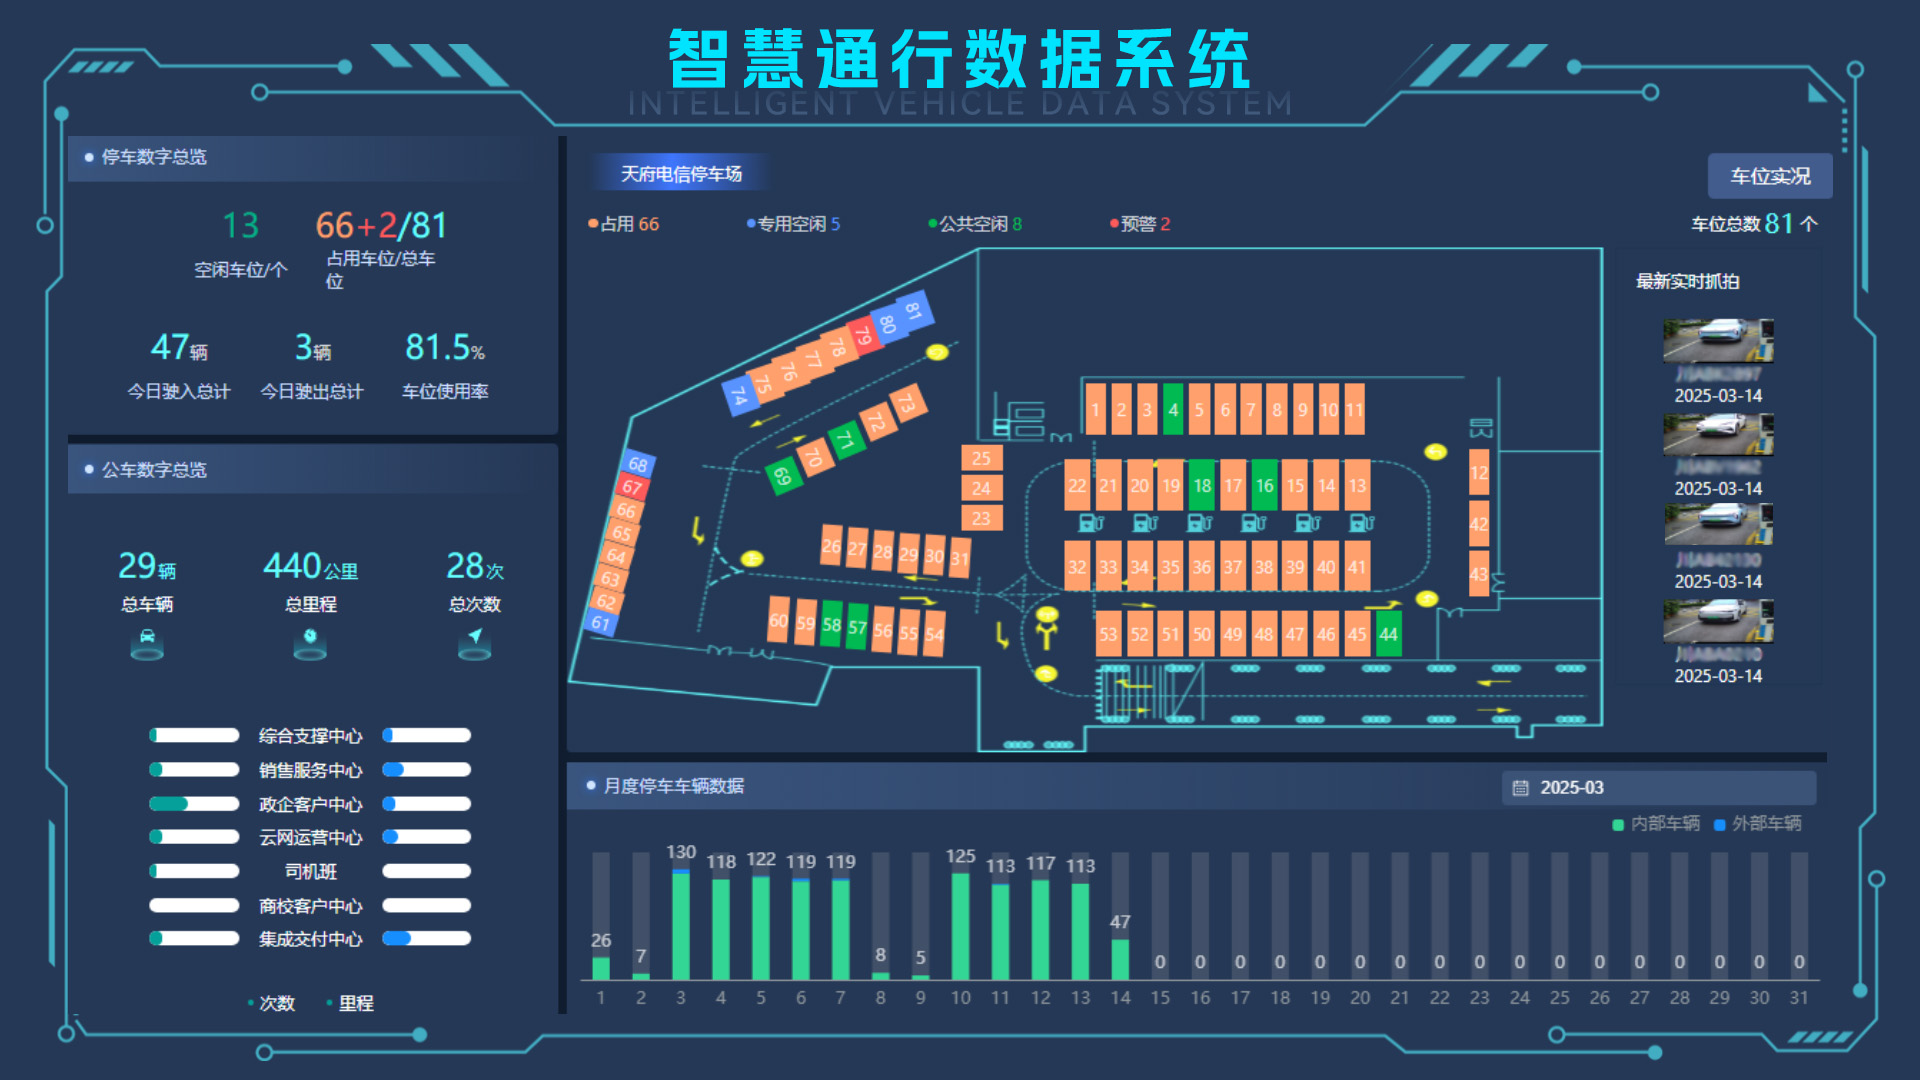 智慧通行数据系统
INTELLIGENT VEHICLE DATA SYSTEM
停车数字总览
13
空闲车位/个
66+2/81
占用车位/总车
位
47辆
今日驶入总计
3辆
今日驶出总计
81.5%
车位使用率
公车数字总览
29辆
总车辆
440公里
总里程
28次
总次数
综合支撑中心
销售服务中心
政企客户中心
云网运营中心
司机班
商校客户中心
集成交付中心
次数 里程
天府电信停车场
车位实况
占用 66 专用空闲 5 公共空闲 8 预警 2
车位总数 81 个
74 75 76 77 78 79 80 81
69 70 71 72 73
68
67
66
65
64
63
62
61
25
24
23
26 27 28 29 30 31
60 59 58 57 56 55 54
1 2 3 4 5 6 7 8 9 10 11
22 21 20 19 18 17 16 15 14 13
32 33 34 35 36 37 38 39 40 41
53 52 51 50 49 48 47 46 45 44
12
42
43
最新实时抓拍
2025-03-14
2025-03-14
2025-03-14
2025-03-14
月度停车车辆数据
2025-03
内部车辆 外部车辆
26 7 130 118 122 119 119 8 5 125 113 117 113 47 0 0 0 0 0 0 0 0 0 0 0 0 0 0 0 0 0
1 2 3 4 5 6 7 8 9 10 11 12 13 14 15 16 17 18 19 20 21 22 23 24 25 26 27 28 29 30 31